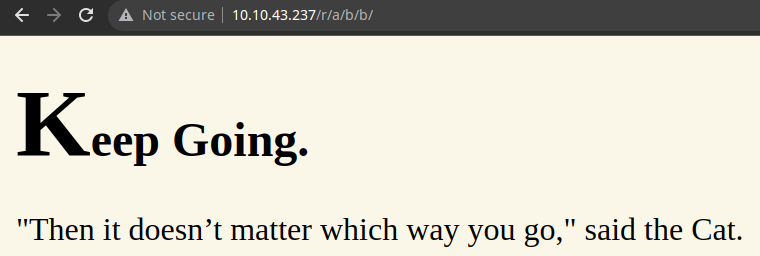 Not secure | 10.10.43.237/r/a/b/b/
Keep Going.
"Then it doesn’t matter which way you go," said the Cat.